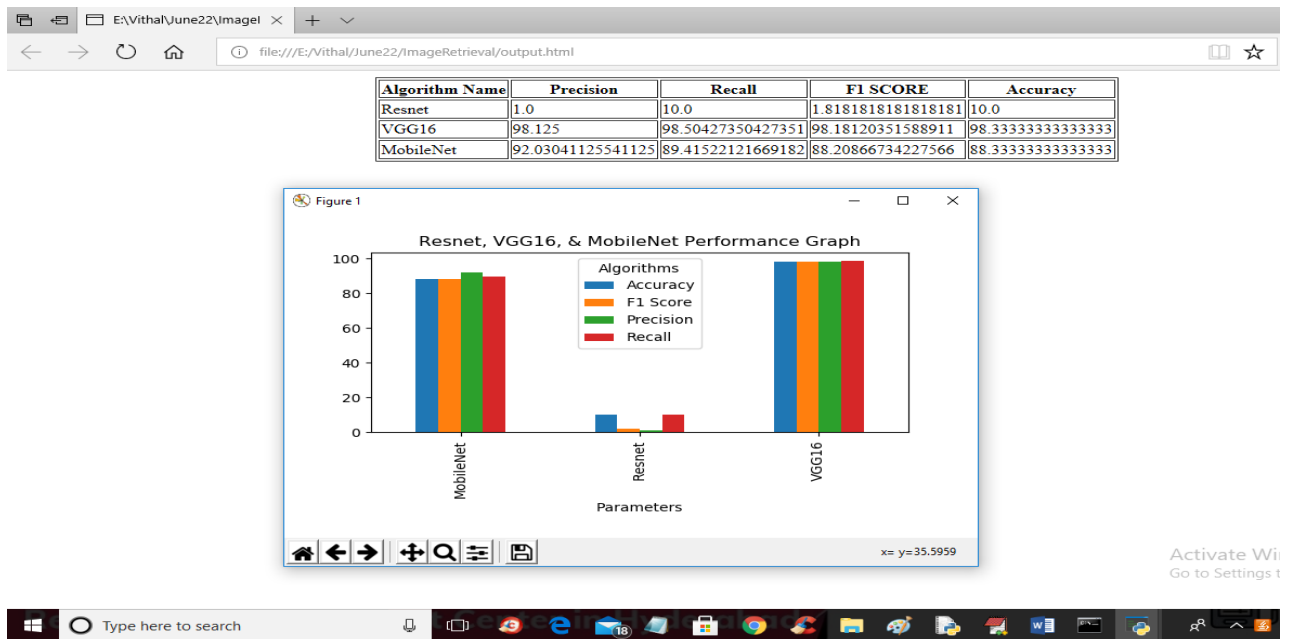 E:\Vithal\June22\ImageI
file:///E:/Vithal/June22/ImageRetrieval/output.html
Algorithm Name Precision Recall F1 SCORE Accuracy
Resnet 1.0 10.0 1.8181818181818181 10.0
VGG16 98.125 98.50427350427351 98.18120351588911 98.33333333333333
MobileNet 92.03041125541125 89.41522121669182 88.20866734227566 88.33333333333333
Figure 1
Resnet, VGG16, & MobileNet Performance Graph
100
80
60
40
20
0
Algorithms
Accuracy
F1 Score
Precision
Recall
MobileNet
Resnet
VGG16
Parameters
x= y=35.5959
Activate Wi
Go to Settings t
Type here to search
18